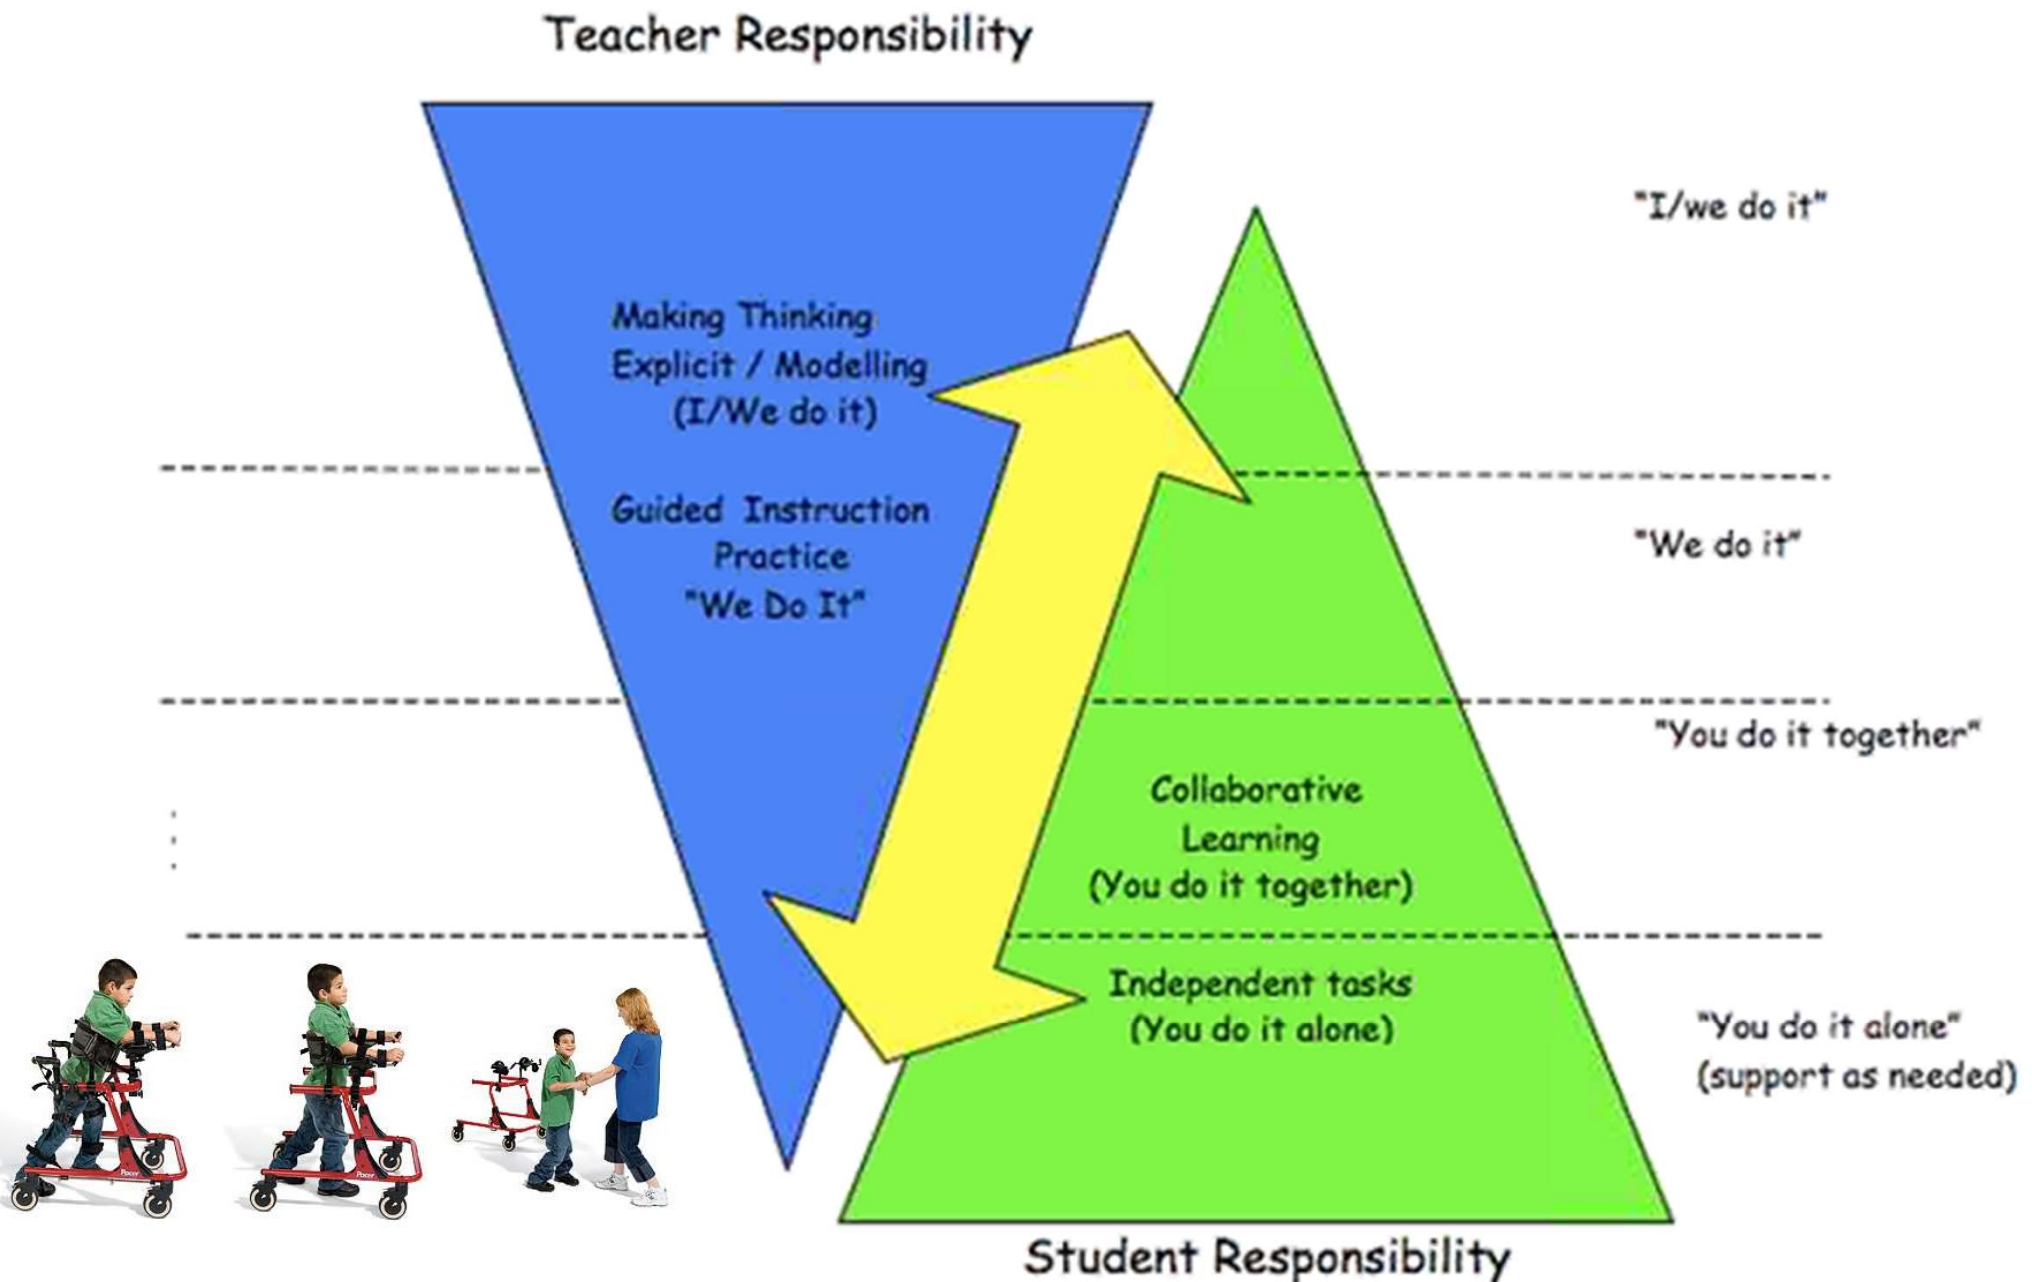 Teacher Responsibility
"I/we do it"
Making Thinking
Explicit / Modelling
(I/We do it)
Guided Instruction
Practice
"We Do It"
"We do it"
"You do it together"
Collaborative
Learning
(You do it together)
Independent tasks
(You do it alone)
"You do it alone"
(support as needed)
Pacer
Pacer
Student Responsibility